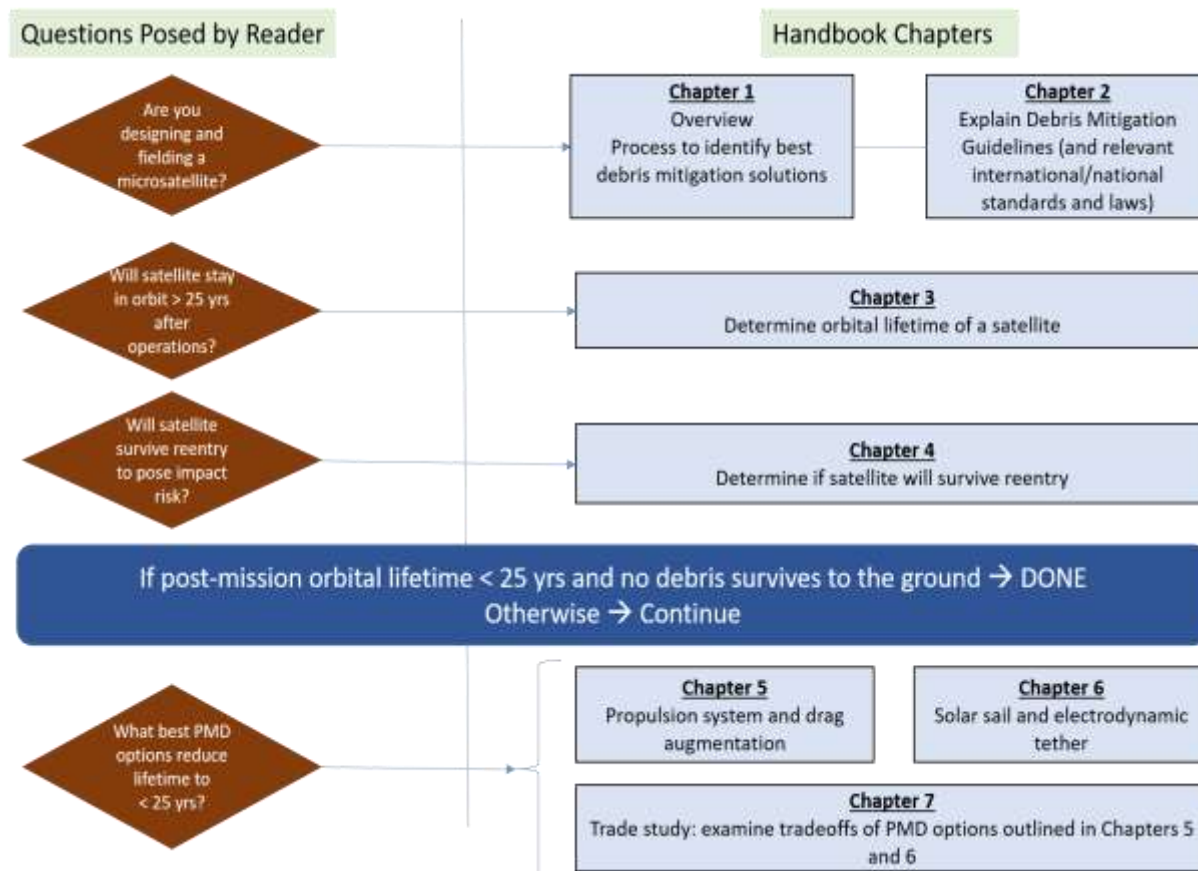 Questions Posed by Reader
Handbook Chapters
Are you
designing and
fielding a
microsatellite?
Chapter 1
Overview
Process to identify best
debris mitigation solutions
Chapter 2
Explain Debris Mitigation
Guidelines (and relevant
international/national
standards and laws)
Will satellite stay
in orbit > 25 yrs
after
operations?
Chapter 3
Determine orbital lifetime of a satellite
Will satellite
survive reentry
to pose impact
risk?
Chapter 4
Determine if satellite will survive reentry
If post-mission orbital lifetime < 25 yrs and no debris survives to the ground → DONE
Otherwise → Continue
What best PMD
options reduce
lifetime to
< 25 yrs?
Chapter 5
Propulsion system and drag
augmentation
Chapter 6
Solar sail and electrodynamic
tether
Chapter 7
Trade study: examine tradeoffs of PMD options outlined in Chapters 5
and 6